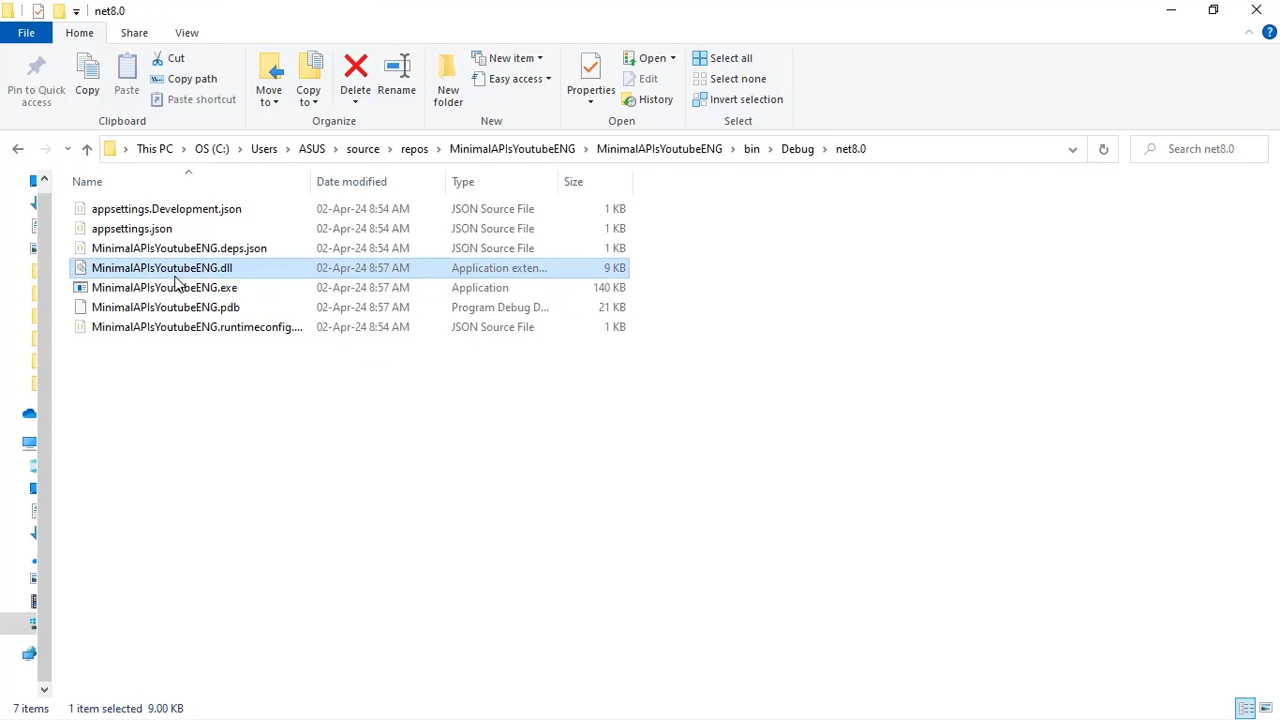 net8.0
File Home Share View
Pin to Quick access
Copy
Paste
Cut
Copy path
Paste shortcut
Clipboard
Move to
Copy to
Delete
Rename
Organize
New folder
New item
Easy access
New
Properties
Open
Edit
History
Open
Select all
Select none
Invert selection
Select
This PC OS (C:) Users ASUS source repos MinimalAPIsYoutubeENG MinimalAPIsYoutubeENG bin Debug net8.0
Search net8.0
Name Date modified Type Size
appsettings.Development.json 02-Apr-24 8:54 AM JSON Source File 1 KB
appsettings.json 02-Apr-24 8:54 AM JSON Source File 1 KB
MinimalAPIsYoutubeENG.deps.json 02-Apr-24 8:54 AM JSON Source File 1 KB
MinimalAPIsYoutubeENG.dll 02-Apr-24 8:57 AM Application exten... 9 KB
MinimalAPIsYoutubeENG.exe 02-Apr-24 8:57 AM Application 140 KB
MinimalAPIsYoutubeENG.pdb 02-Apr-24 8:57 AM Program Debug D... 21 KB
MinimalAPIsYoutubeENG.runtimeconfig.... 02-Apr-24 8:54 AM JSON Source File 1 KB
7 items 1 item selected 9.00 KB